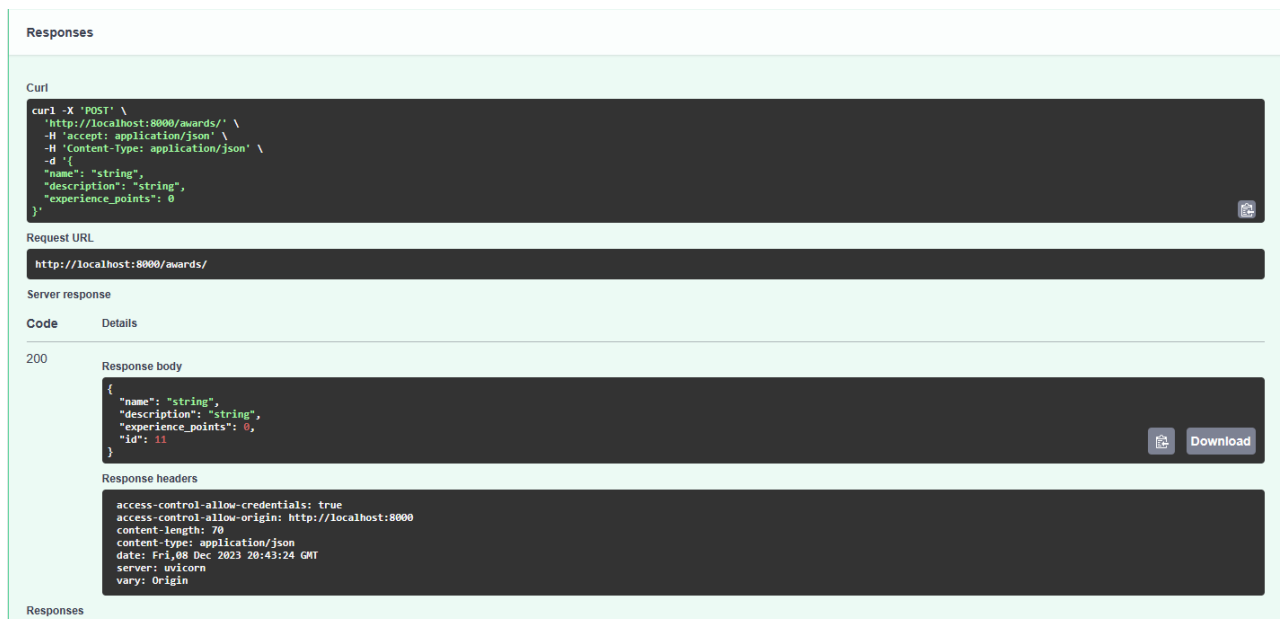 Responses
Curl
curl -X 'POST' \
  'http://localhost:8000/awards/' \
  -H 'accept: application/json' \
  -H 'Content-Type: application/json' \
  -d '{
  "name": "string",
  "description": "string",
  "experience_points": 0
}'
Request URL
http://localhost:8000/awards/
Server response
Code Details
200
Response body
{
  "name": "string",
  "description": "string",
  "experience_points": 0,
  "id": 11
}
Download
Response headers
access-control-allow-credentials: true
access-control-allow-origin: http://localhost:8000
content-length: 70
content-type: application/json
date: Fri,08 Dec 2023 20:43:24 GMT
server: uvicorn
vary: Origin
Responses